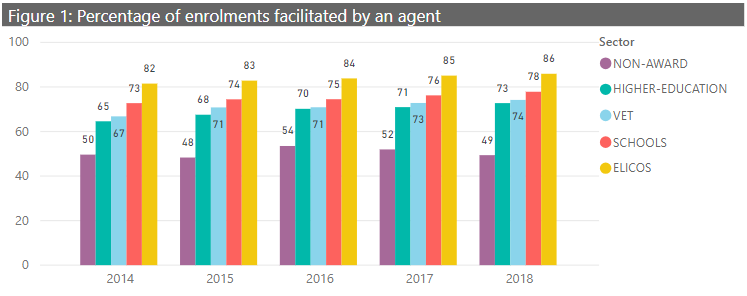 Figure 1: Percentage of enrolments facilitated by an agent
100
80
60
40
20
0
50 65 67 73 82
48 68 71 74 83
54 70 71 75 84
52 71 73 76 85
49 73 74 78 86
2014 2015 2016 2017 2018
Sector
NON-AWARD
HIGHER-EDUCATION
VET
SCHOOLS
ELICOS